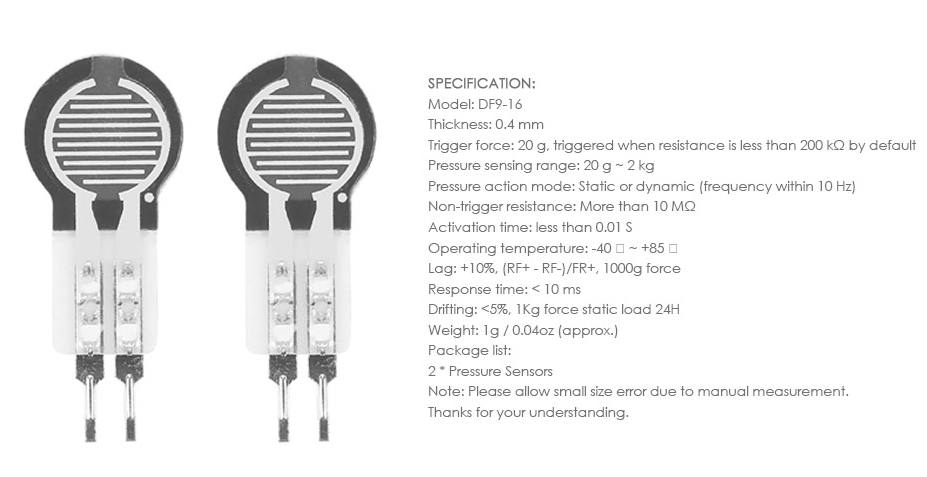 SPECIFICATION:
Model: DF9-16
Thickness: 0.4 mm
Trigger force: 20 g, triggered when resistance is less than 200 kΩ by default
Pressure sensing range: 20 g ~ 2 kg
Pressure action mode: Static or dynamic (frequency within 10 Hz)
Non-trigger resistance: More than 10 MΩ
Activation time: less than 0.01 S
Operating temperature: -40 □ ~ +85 □
Lag: +10%, (RF+ - RF-)/FR+, 1000g force
Response time: < 10 ms
Drifting: <5%, 1Kg force static load 24H
Weight: 1g / 0.04oz (approx.)
Package list:
2 * Pressure Sensors
Note: Please allow small size error due to manual measurement.
Thanks for your understanding.